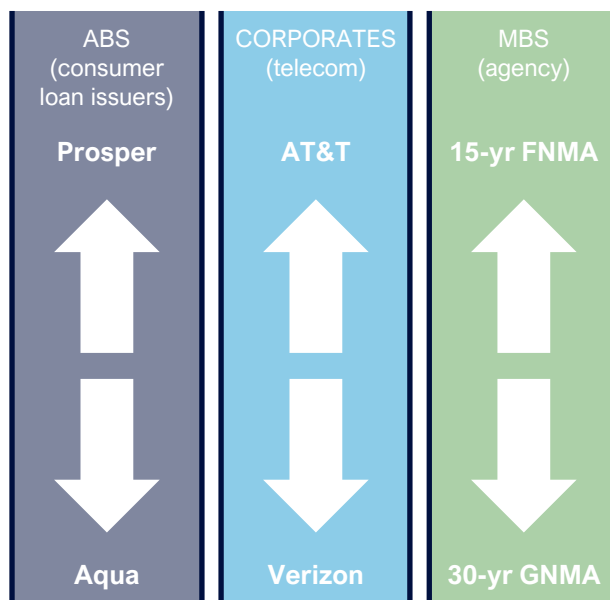 ABS
(consumer
loan issuers)
Prosper
Aqua
CORPORATES
(telecom)
AT&T
Verizon
MBS
(agency)
15-yr FNMA
30-yr GNMA